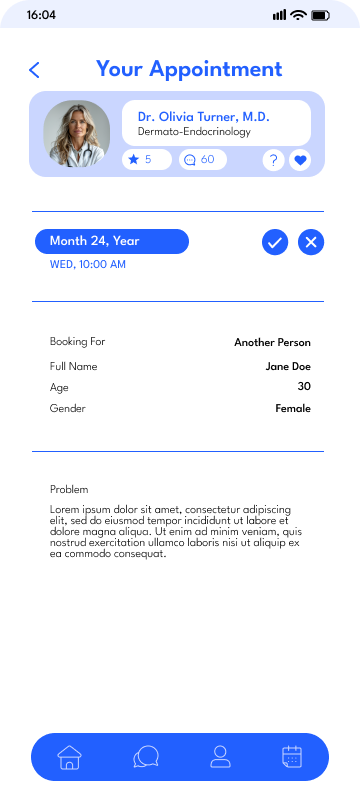 16:04
Your Appointment
Dr. Olivia Turner, M.D.
Dermato-Endocrinology
5
60
?
Month 24, Year
WED, 10:00 AM
Booking For Another Person
Full Name Jane Doe
Age 30
Gender Female
Problem
Lorem ipsum dolor sit amet, consectetur adipiscing
elit, sed do eiusmod tempor incididunt ut labore et
dolore magna aliqua. Ut enim ad minim veniam, quis
nostrud exercitation ullamco laboris nisi ut aliquip ex
ea commodo consequat.